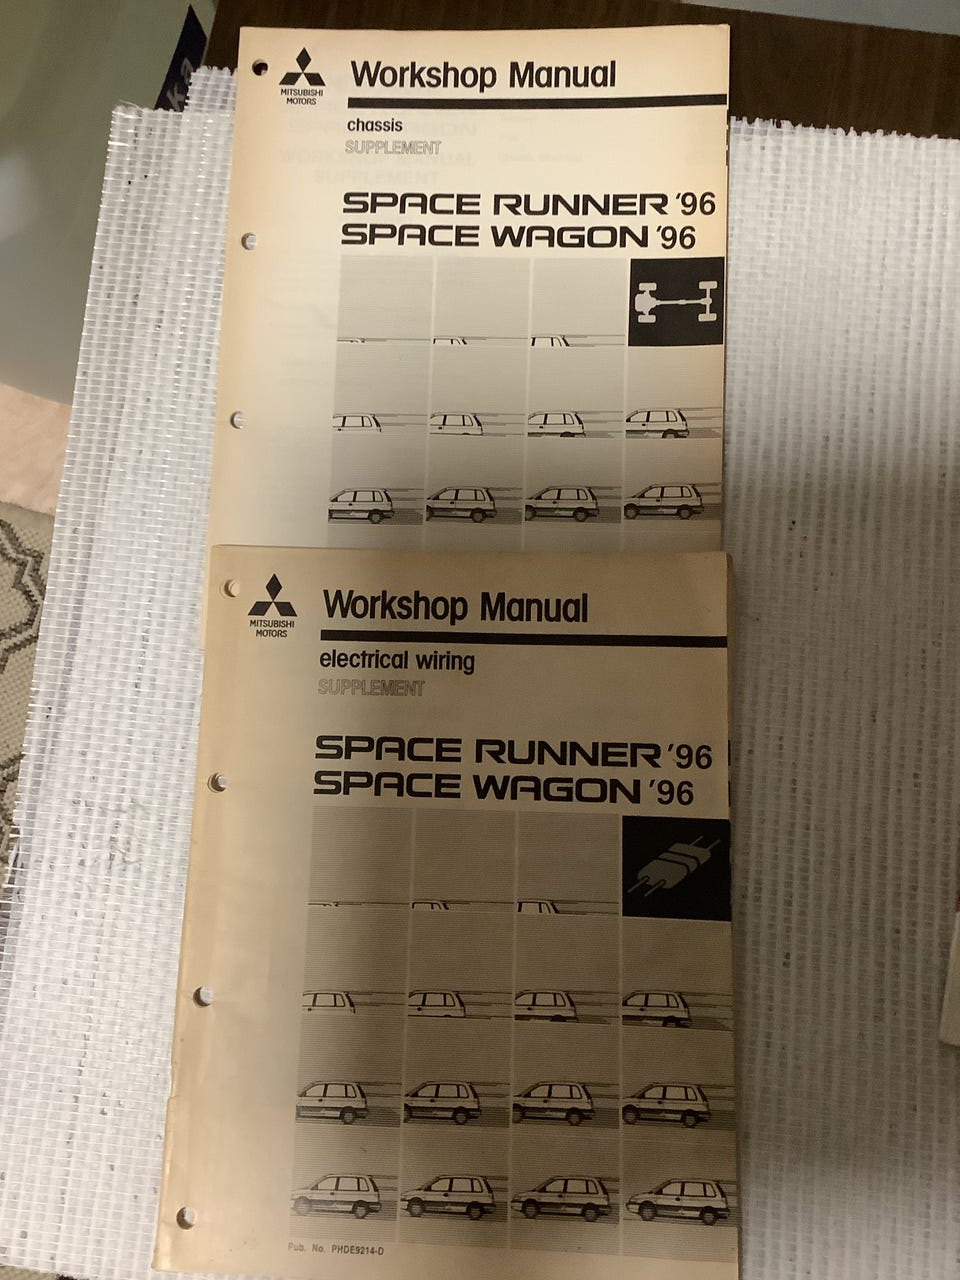 MITSUBISHI
MOTORS
Workshop Manual
chassis
SUPPLEMENT
SPACE RUNNER '96
SPACE WAGON '96
MITSUBISHI
MOTORS
Workshop Manual
electrical wiring
SUPPLEMENT
SPACE RUNNER '96
SPACE WAGON '96
Pub. No. PHDE9214-D